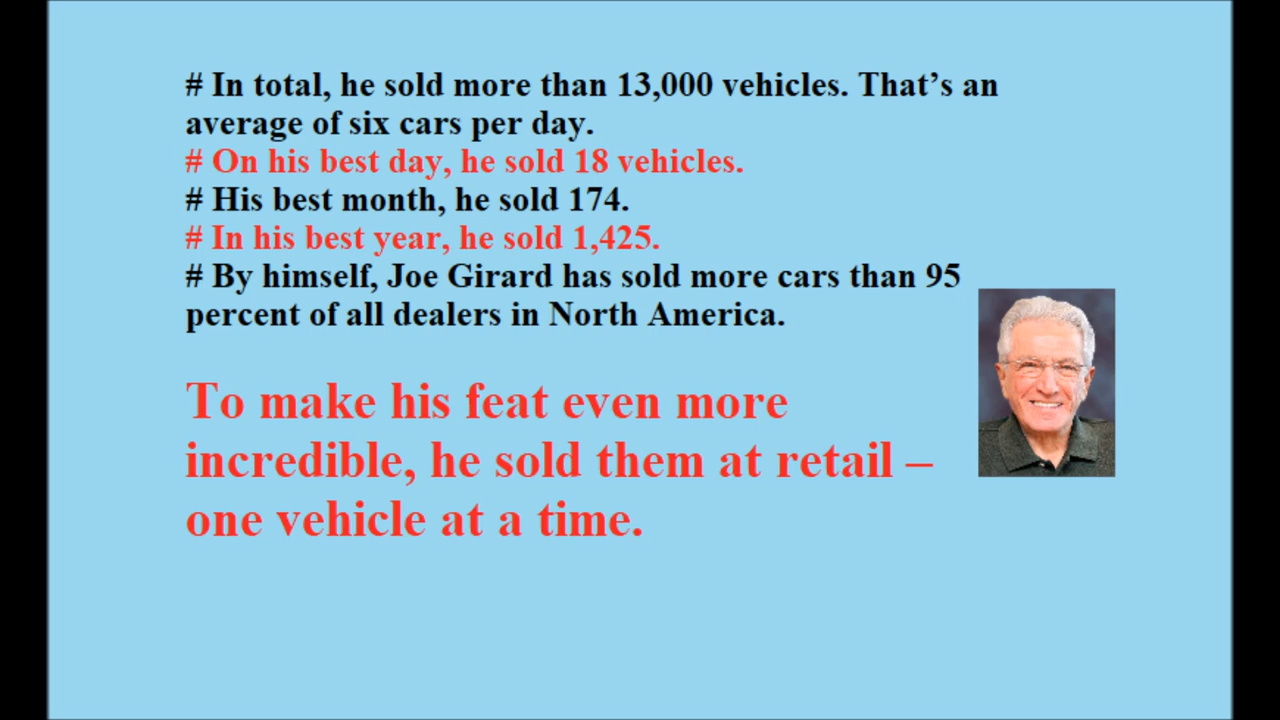 # In total, he sold more than 13,000 vehicles. That’s an
average of six cars per day.
# On his best day, he sold 18 vehicles.
# His best month, he sold 174.
# In his best year, he sold 1,425.
# By himself, Joe Girard has sold more cars than 95
percent of all dealers in North America.
To make his feat even more
incredible, he sold them at retail –
one vehicle at a time.